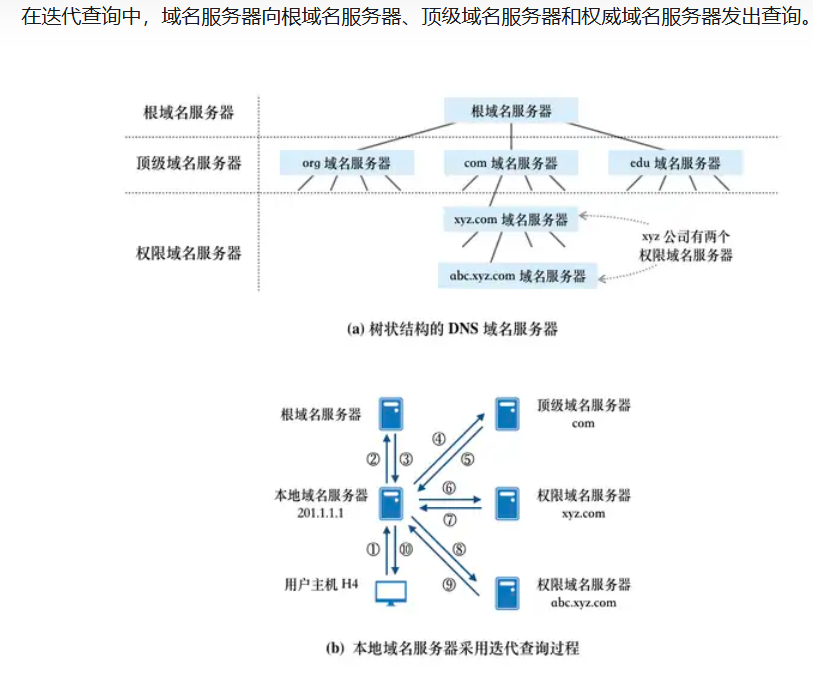 在迭代查询中，域名服务器向根域名服务器、顶级域名服务器和权威域名服务器发出查询。
根域名服务器
根域名服务器
顶级域名服务器
org 域名服务器
com 域名服务器
edu 域名服务器
权限域名服务器
xyz.com 域名服务器
xyz 公司有两个
权限域名服务器
abc.xyz.com 域名服务器
(a) 树状结构的 DNS 域名服务器
根域名服务器
顶级域名服务器
com
④
②
③
⑤
本地域名服务器
201.1.1.1
⑥
⑦
权限域名服务器
xyz.com
①
⑩
⑧
⑨
用户主机 H4
权限域名服务器
abc.xyz.com
(b) 本地域名服务器采用迭代查询过程